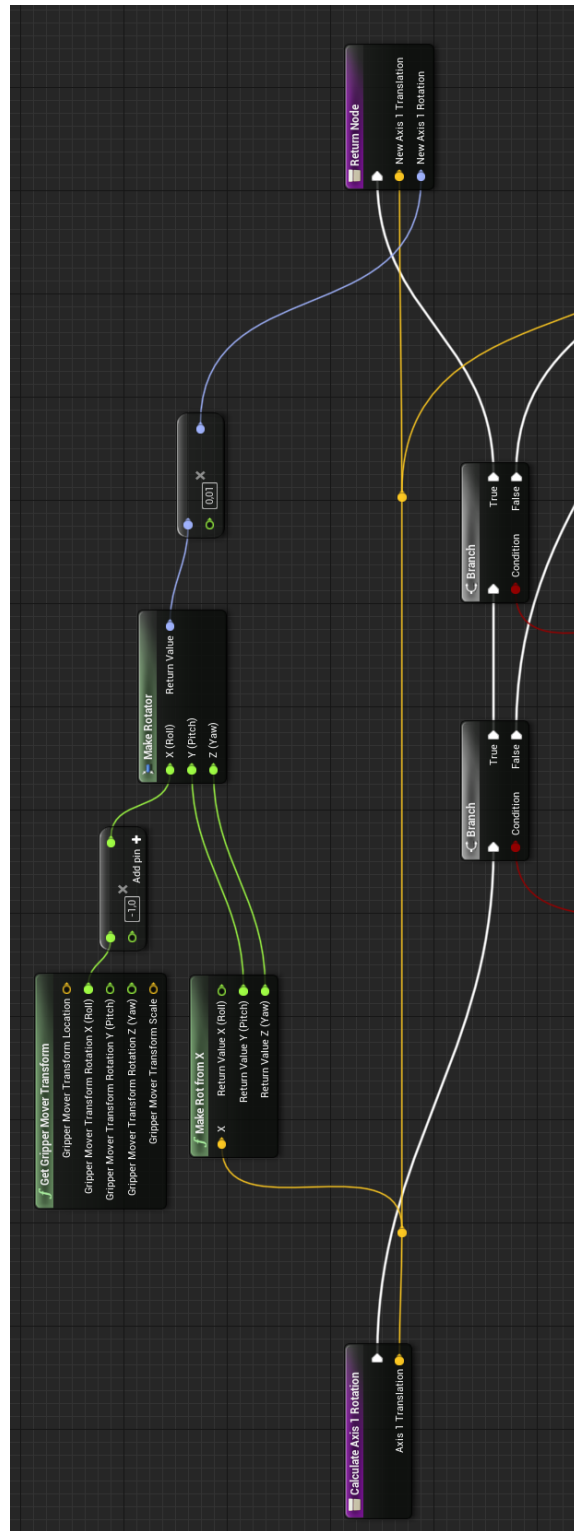 Get Gripper Mover Transform
Gripper Mover Transform Location
Gripper Mover Transform Rotation X (Roll)
Gripper Mover Transform Rotation Y (Pitch)
Gripper Mover Transform Rotation Z (Yaw)
Gripper Mover Transform Scale
-1,0
Add pin
Make Rotator
X (Roll)
Return Value
Y (Pitch)
Z (Yaw)
0,01
Make Rot from X
X
Return Value X (Roll)
Return Value Y (Pitch)
Return Value Z (Yaw)
Calculate Axis 1 Rotation
Axis 1 Translation
Branch
True
Condition
False
Branch
True
Condition
False
Return Node
New Axis 1 Translation
New Axis 1 Rotation